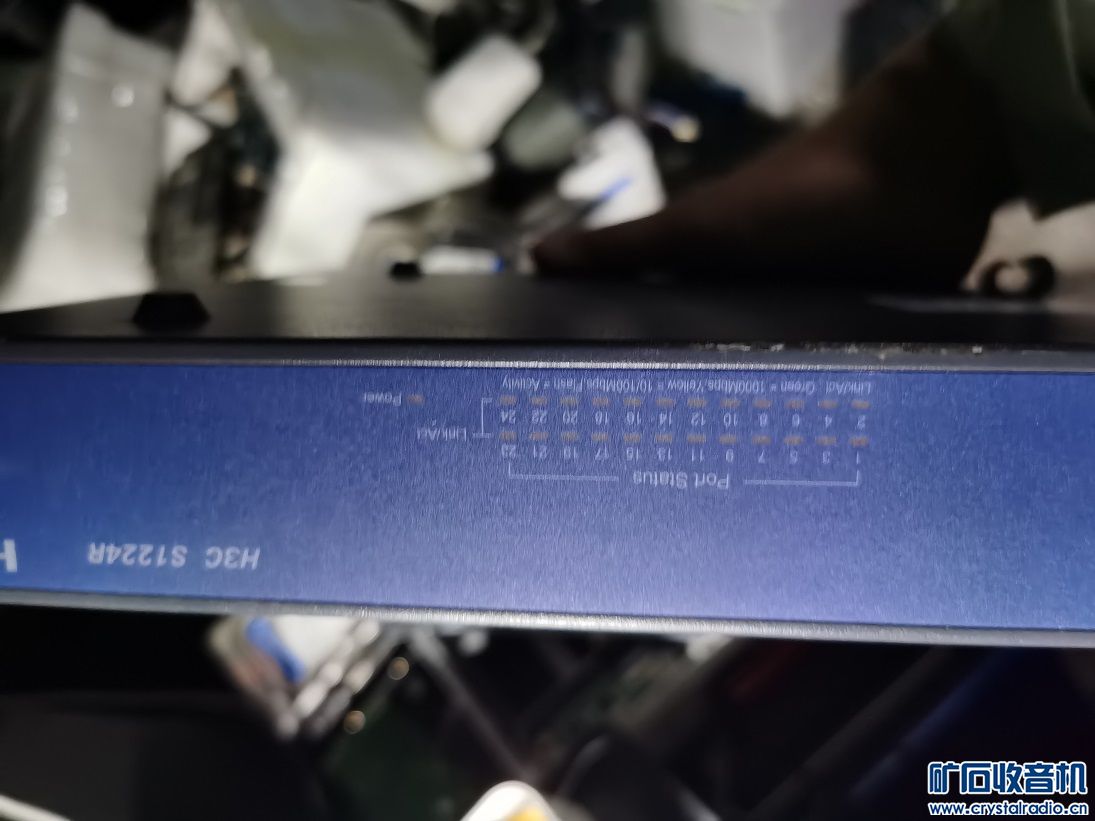 H3C S1224R
H
Port Status
1 3 5 7 9 11 13 15 17 19 21 23
2 4 6 8 10 12 14 16 18 20 22 24
Link/Act
Power
Link/Act Green = 1000Mbps Yellow = 10/100Mbps Flash = Activity
矿石收音机
www.crystalradio.cn